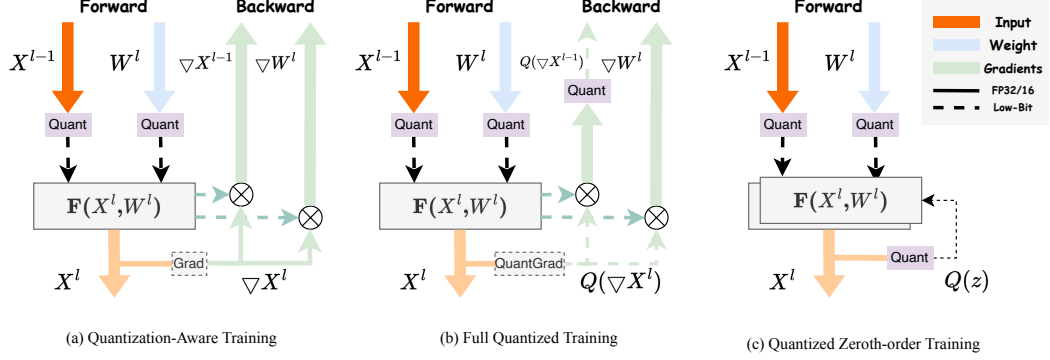 Forward Backward
X^{l-1} W^l ▽X^{l-1} ▽W^l
Quant Quant
F(X^l,W^l)
Grad
X^l ▽X^l
(a) Quantization-Aware Training
Forward Backward
X^{l-1} W^l Q(▽X^{l-1}) ▽W^l
Quant
Quant Quant
F(X^l,W^l)
QuantGrad
X^l Q(▽X^l)
(b) Full Quantized Training
Forward
X^{l-1} W^l
Quant Quant
F(X^l,W^l)
Quant
X^l Q(z)
(c) Quantized Zeroth-order Training
Input
Weight
Gradients
FP32/16
Low-Bit